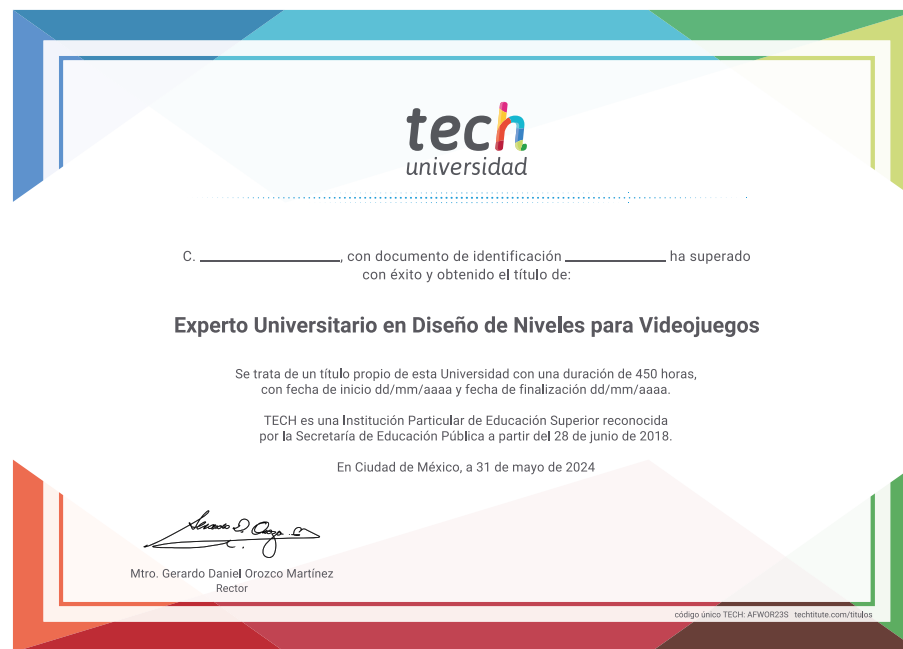 tech
universidad
C. ____________, con documento de identificación ____________ ha superado
con éxito y obtenido el título de:
Experto Universitario en Diseño de Niveles para Videojuegos
Se trata de un título propio de esta Universidad con una duración de 450 horas,
con fecha de inicio dd/mm/aaaa y fecha de finalización dd/mm/aaaa.
TECH es una Institución Particular de Educación Superior reconocida
por la Secretaría de Educación Pública a partir del 28 de junio de 2018.
En Ciudad de México, a 31 de mayo de 2024
Mtro. Gerardo Daniel Orozco Martínez
Rector
código único TECH: AFWOR23S techtitute.com/titulos